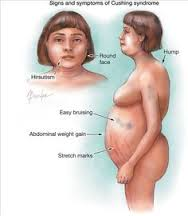 Signs and symptoms of Cushing syndrome
Hump
Round
face
Hirsutism
Easy bruising
Abdominal weight gain
Stretch marks